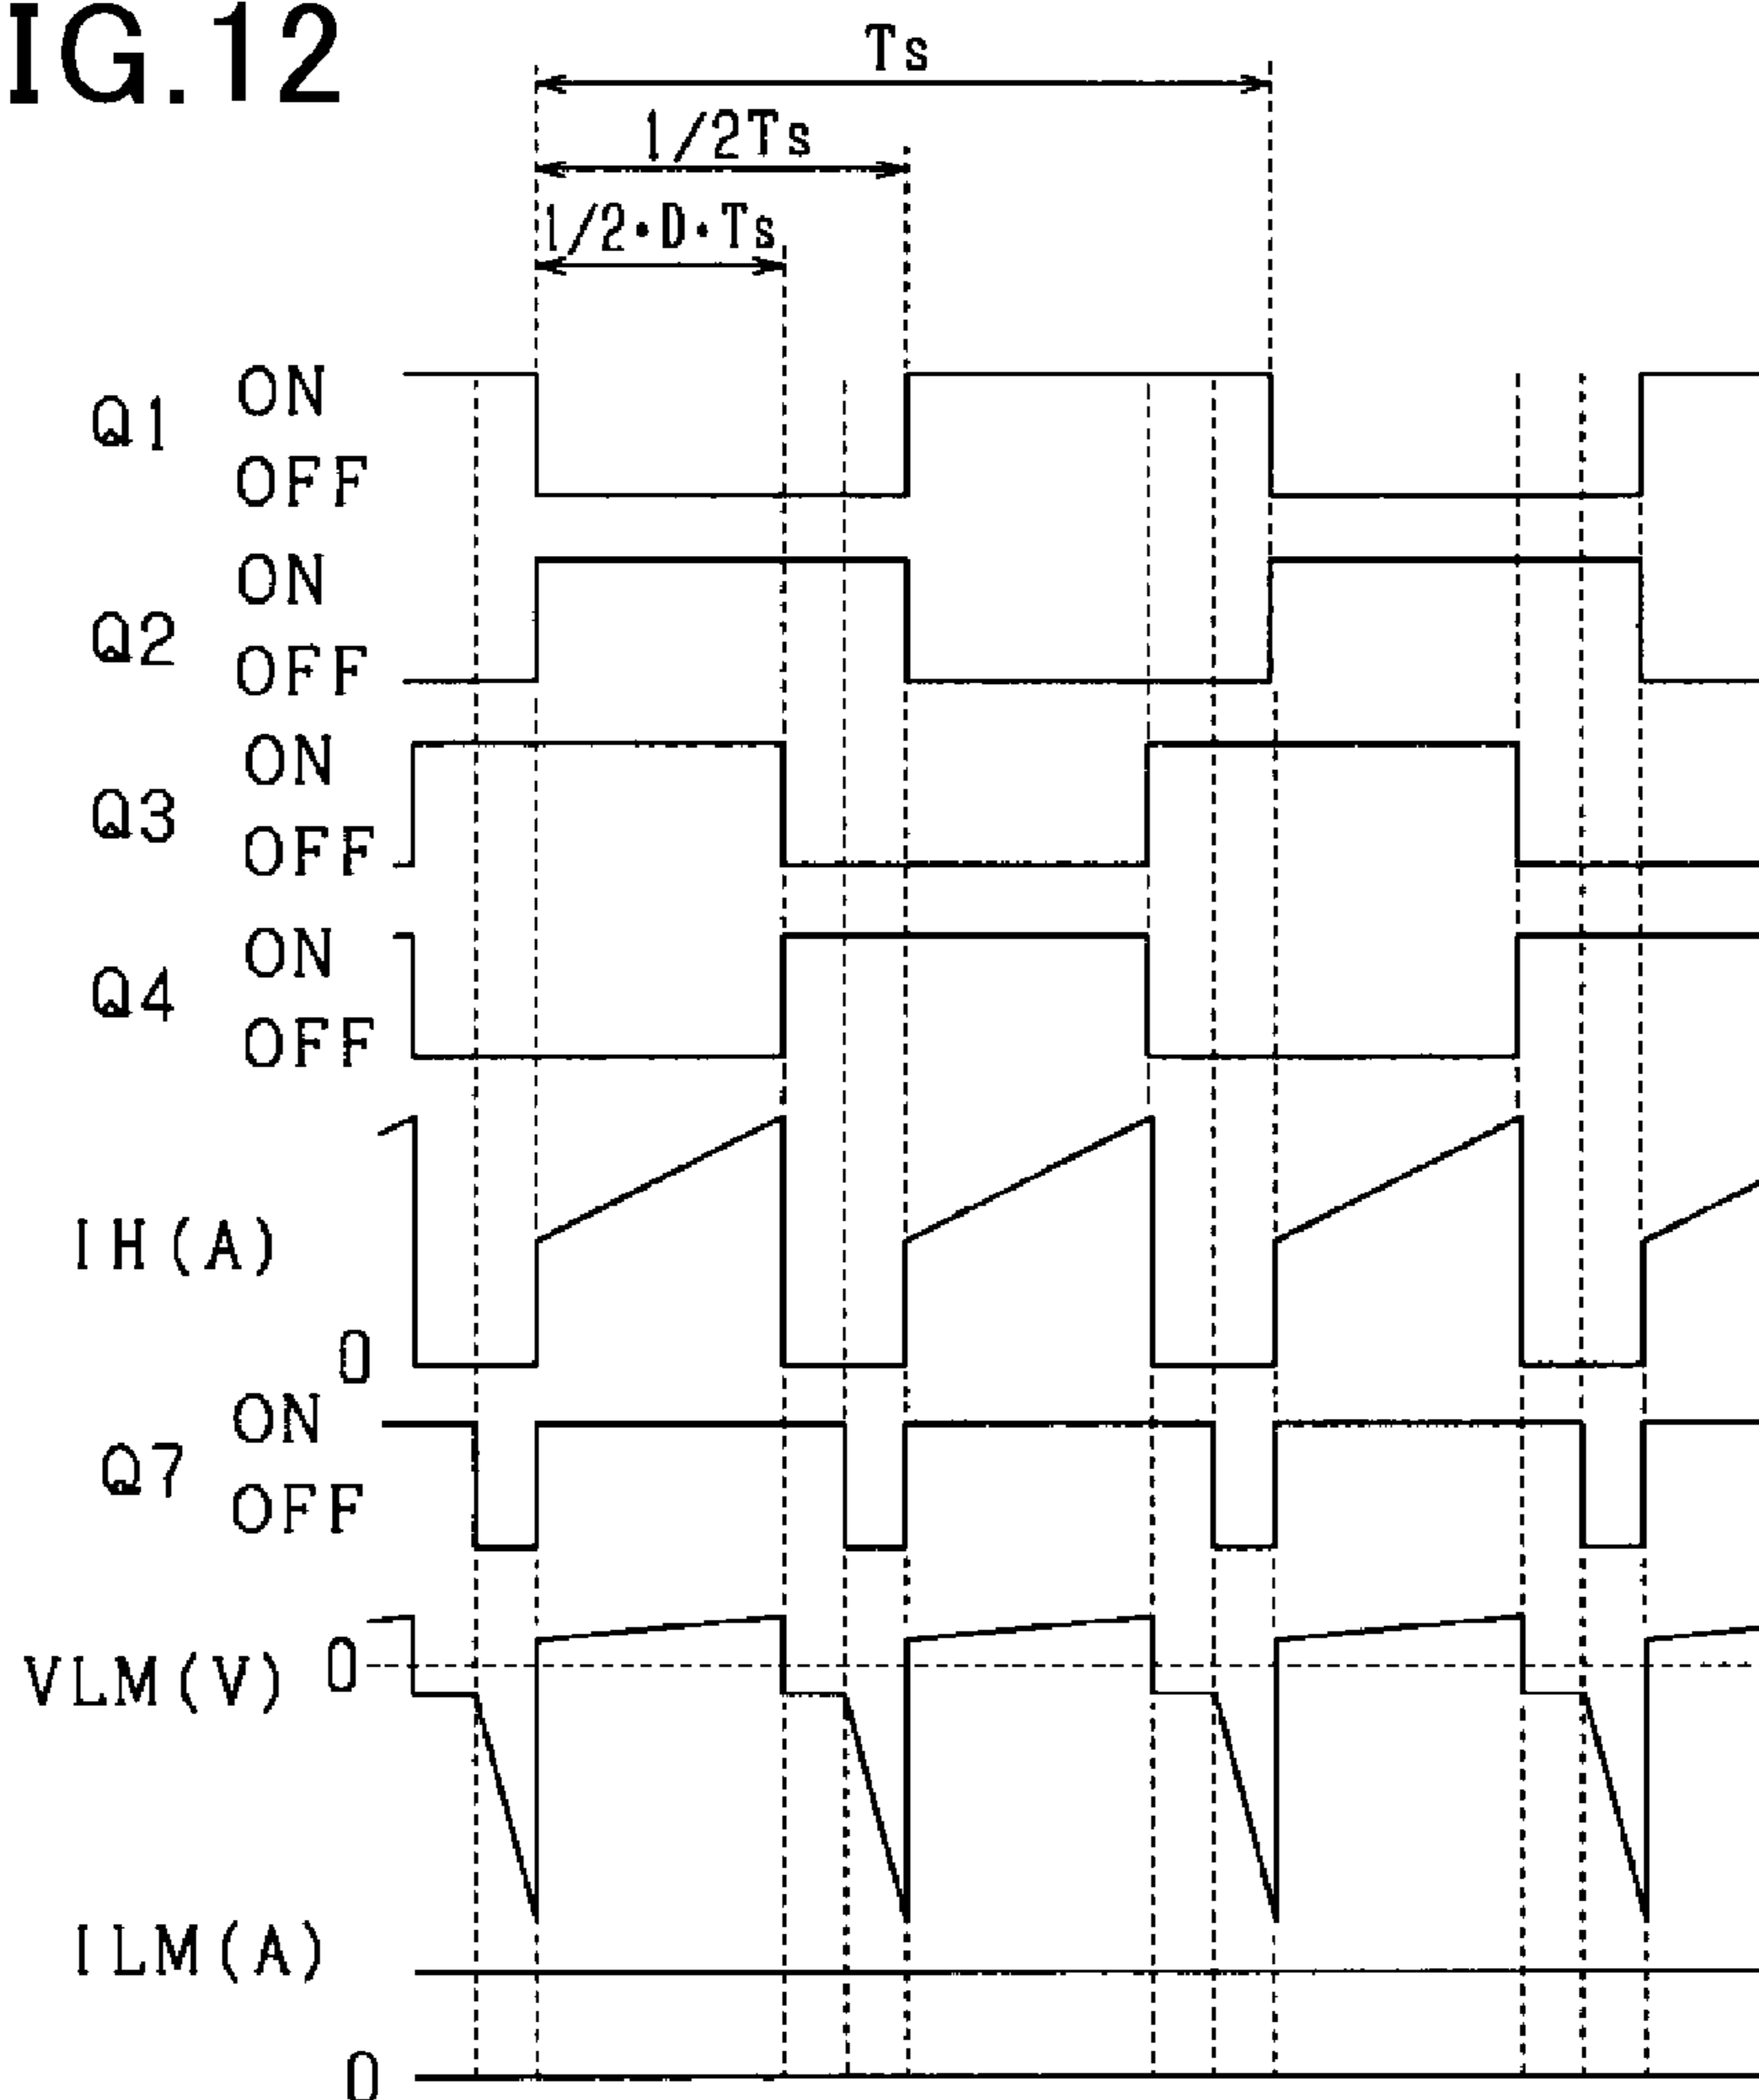 IG.12
Ts
1/2Ts
1/2·D·Ts
Q1
ON
OFF
Q2
ON
OFF
Q3
ON
OFF
Q4
ON
OFF
IH(A)
0
Q7
ON
OFF
VLM(V)
0
ILM(A)
0